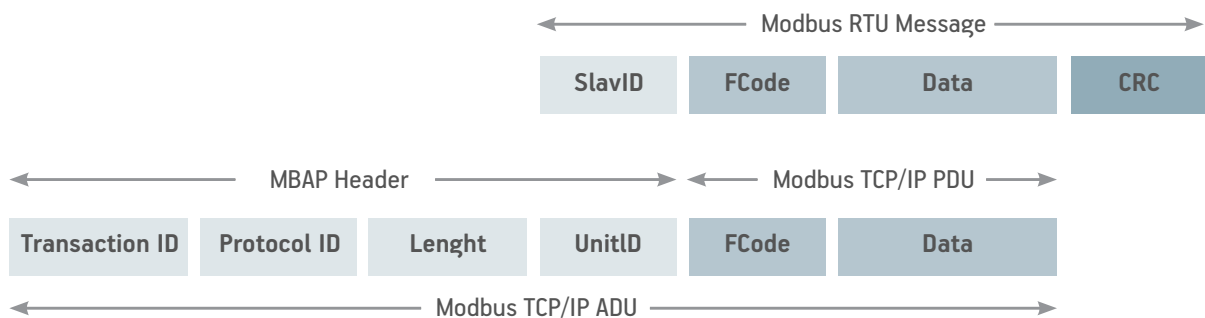 Modbus RTU Message
SlavID FCode Data CRC
MBAP Header Modbus TCP/IP PDU
Transaction ID Protocol ID Lenght UnitID FCode Data
Modbus TCP/IP ADU